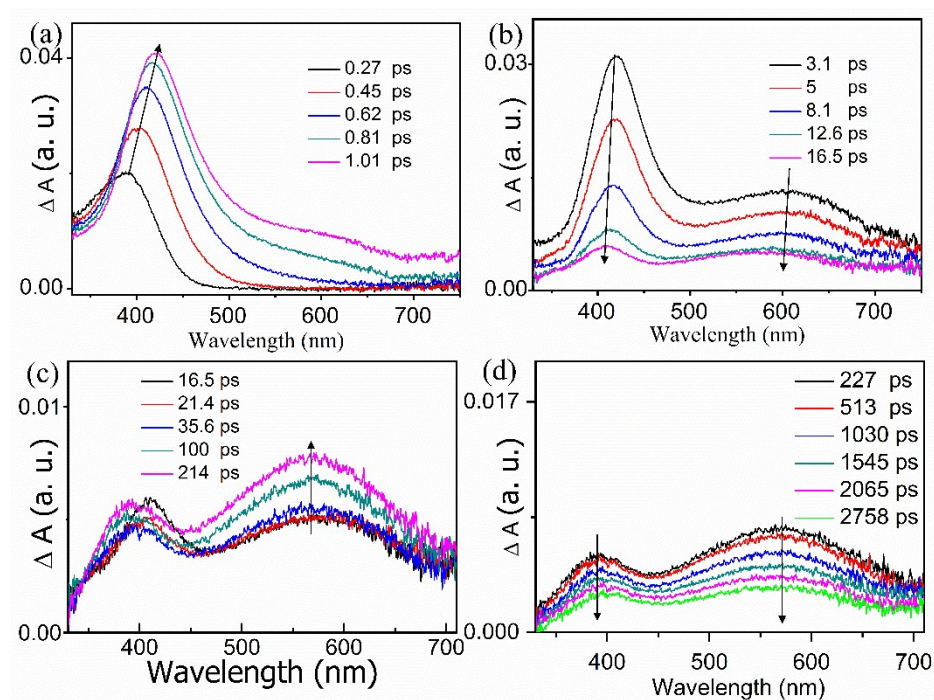 (a)
0.04
0.00
Δ A (a. u.)
0.27 ps
0.45 ps
0.62 ps
0.81 ps
1.01 ps
400 500 600 700
Wavelength (nm)
(b)
0.03
0.00
Δ A (a. u.)
3.1 ps
5 ps
8.1 ps
12.6 ps
16.5 ps
400 500 600 700
Wavelength (nm)
(c)
0.01
0.00
Δ A (a. u.)
16.5 ps
21.4 ps
35.6 ps
100 ps
214 ps
400 500 600 700
Wavelength (nm)
(d)
0.017
0.000
Δ A (a. u.)
227 ps
513 ps
1030 ps
1545 ps
2065 ps
2758 ps
400 500 600 700
Wavelength (nm)